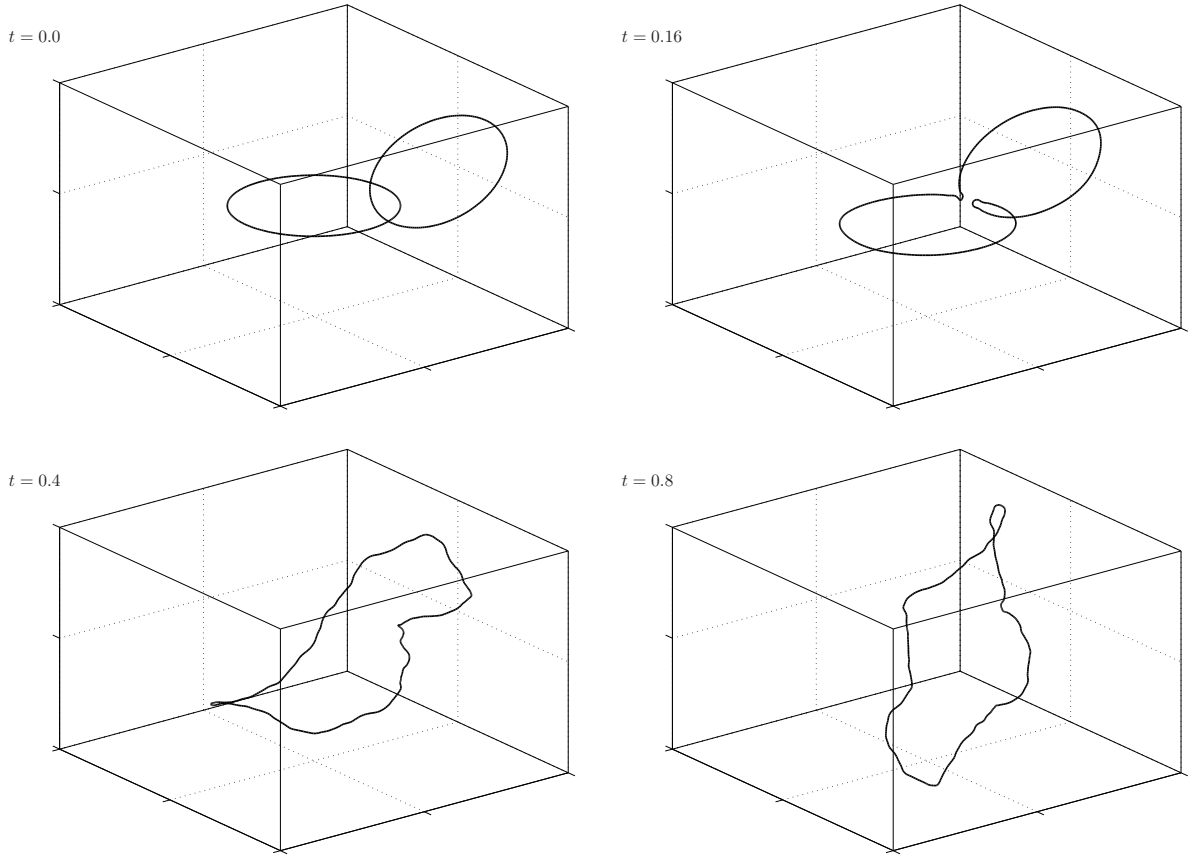 t = 0.0
t = 0.16
t = 0.4
t = 0.8